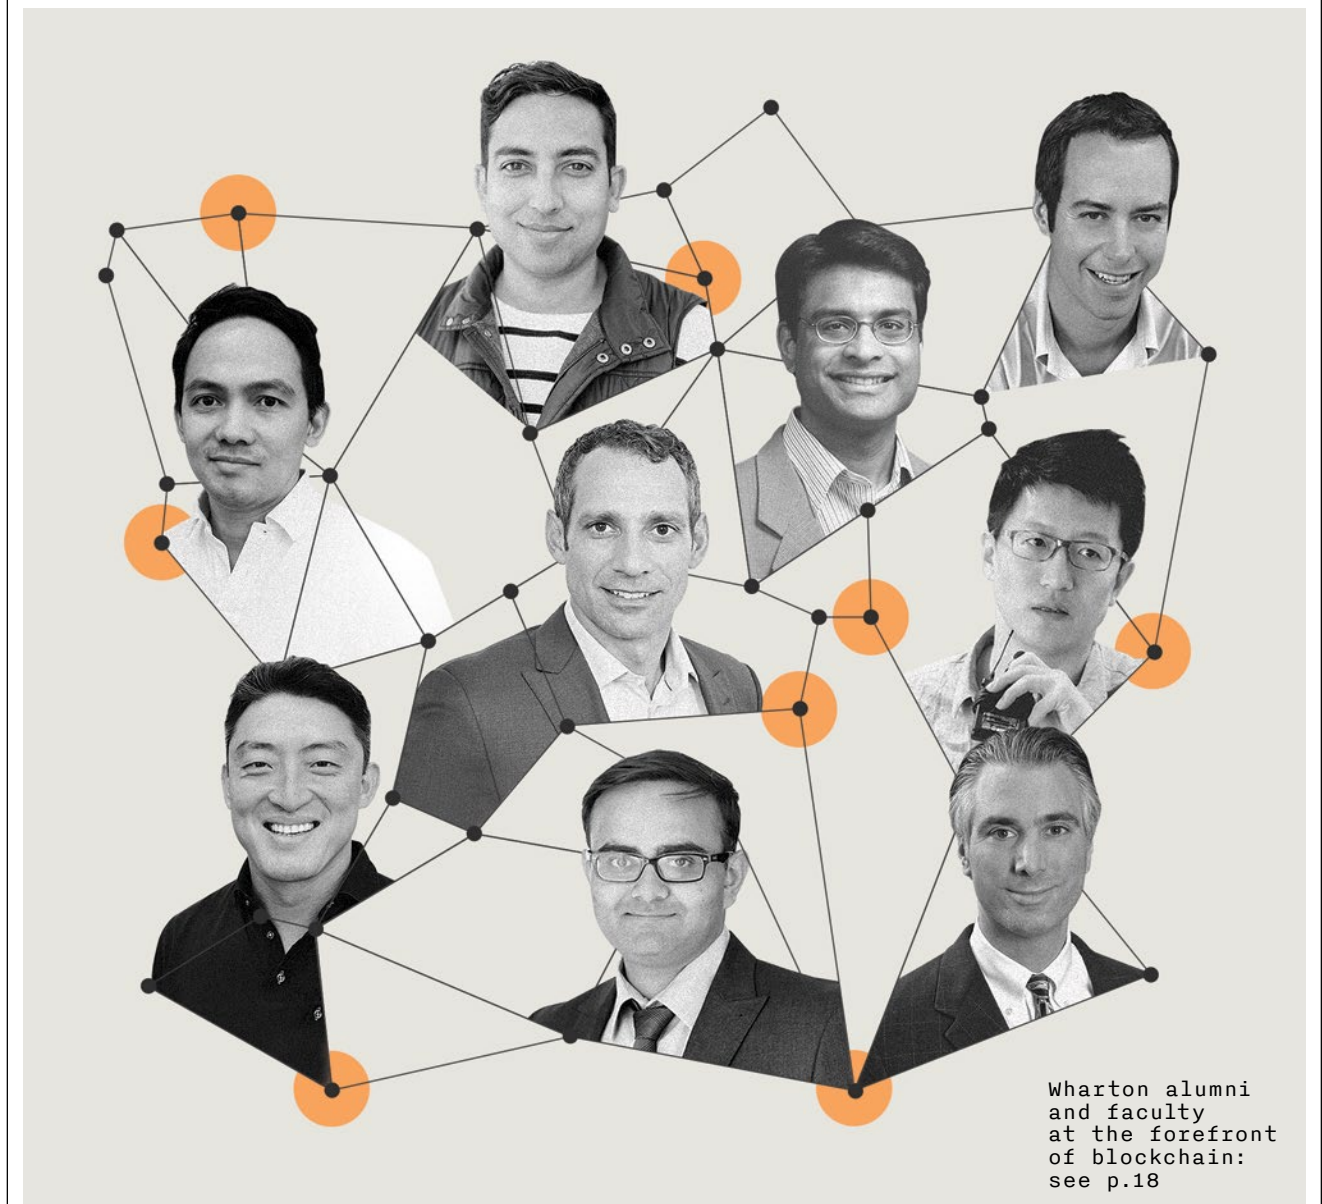 Wharton alumni
and faculty
at the forefront
of blockchain:
see p.18